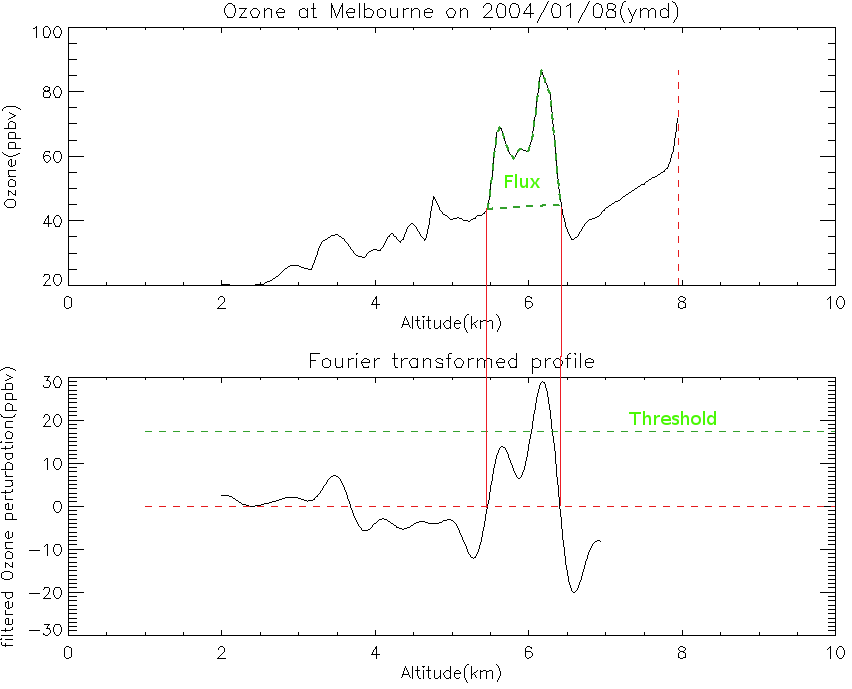 Ozone at Melbourne on 2004/01/08(ymd)
100
80
60
40
20
Ozone(ppbv)
Flux
0 2 4 6 8 10
Altitude(km)
Fourier transformed profile
30
20
10
0
-10
-20
-30
filtered Ozone perturbation(ppbv)
Threshold
0 2 4 6 8 10
Altitude(km)